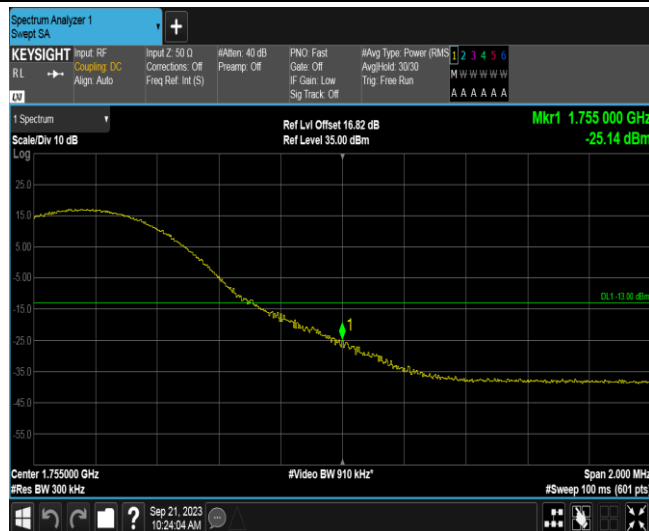 Spectrum Analyzer 1
Swept SA
+
KEYSIGHT
RL
LXI
Input: RF
Coupling: DC
Align: Auto
Input Z: 50 Ω
Corrections: Off
Freq Ref: Int (S)
#Atten: 40 dB
Preamp: Off
PNO: Fast
Gate: Off
IF Gain: Low
Sig Track: Off
#Avg Type: Power (RMS
Avg|Hold: 30/30
Trig: Free Run
1 2 3 4 5 6
M W W W W W
A A A A A A
1 Spectrum
Scale/Div 10 dB
Log
Ref Lvl Offset 16.82 dB
Ref Level 35.00 dBm
Mkr1 1.755 000 GHz
-25.14 dBm
25.0
15.0
5.00
-5.00
DL1 -13.00 dBm
-15.0
1
-25.0
-35.0
-45.0
-55.0
Center 1.755000 GHz
#Res BW 300 kHz
#Video BW 910 kHz*
Span 2.000 MHz
#Sweep 100 ms (601 pts)
?
Sep 21, 2023
10:24:04 AM